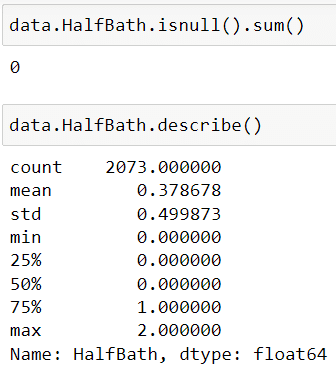 data.HalfBath.isnull().sum()
0
data.HalfBath.describe()
count    2073.000000
mean        0.378678
std         0.499873
min         0.000000
25%         0.000000
50%         0.000000
75%         1.000000
max         2.000000
Name: HalfBath, dtype: float64